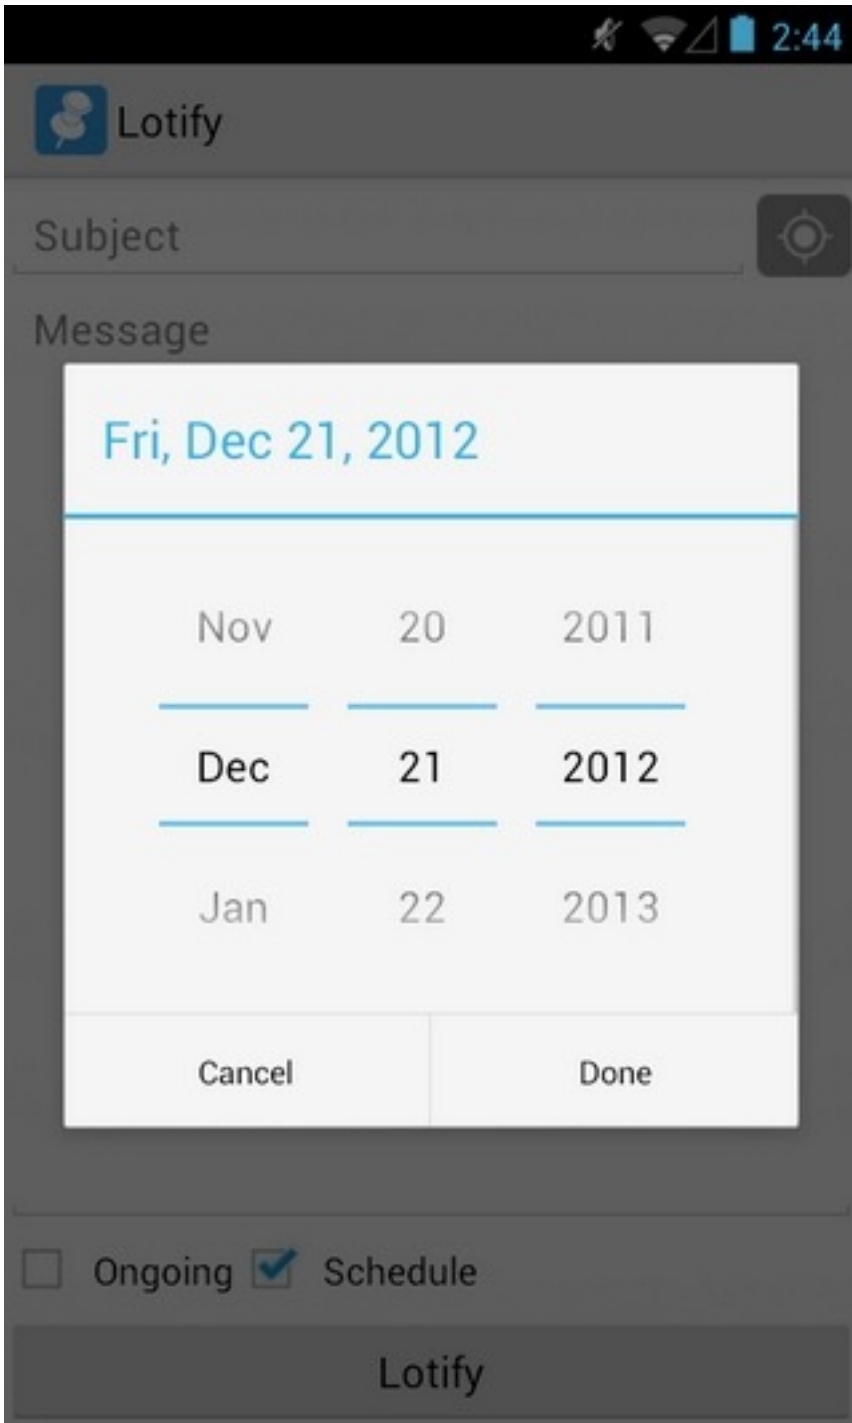 2:44
Lotify
Subject
Message
Fri, Dec 21, 2012
Nov 20 2011
Dec 21 2012
Jan 22 2013
Cancel Done
Ongoing Schedule
Lotify